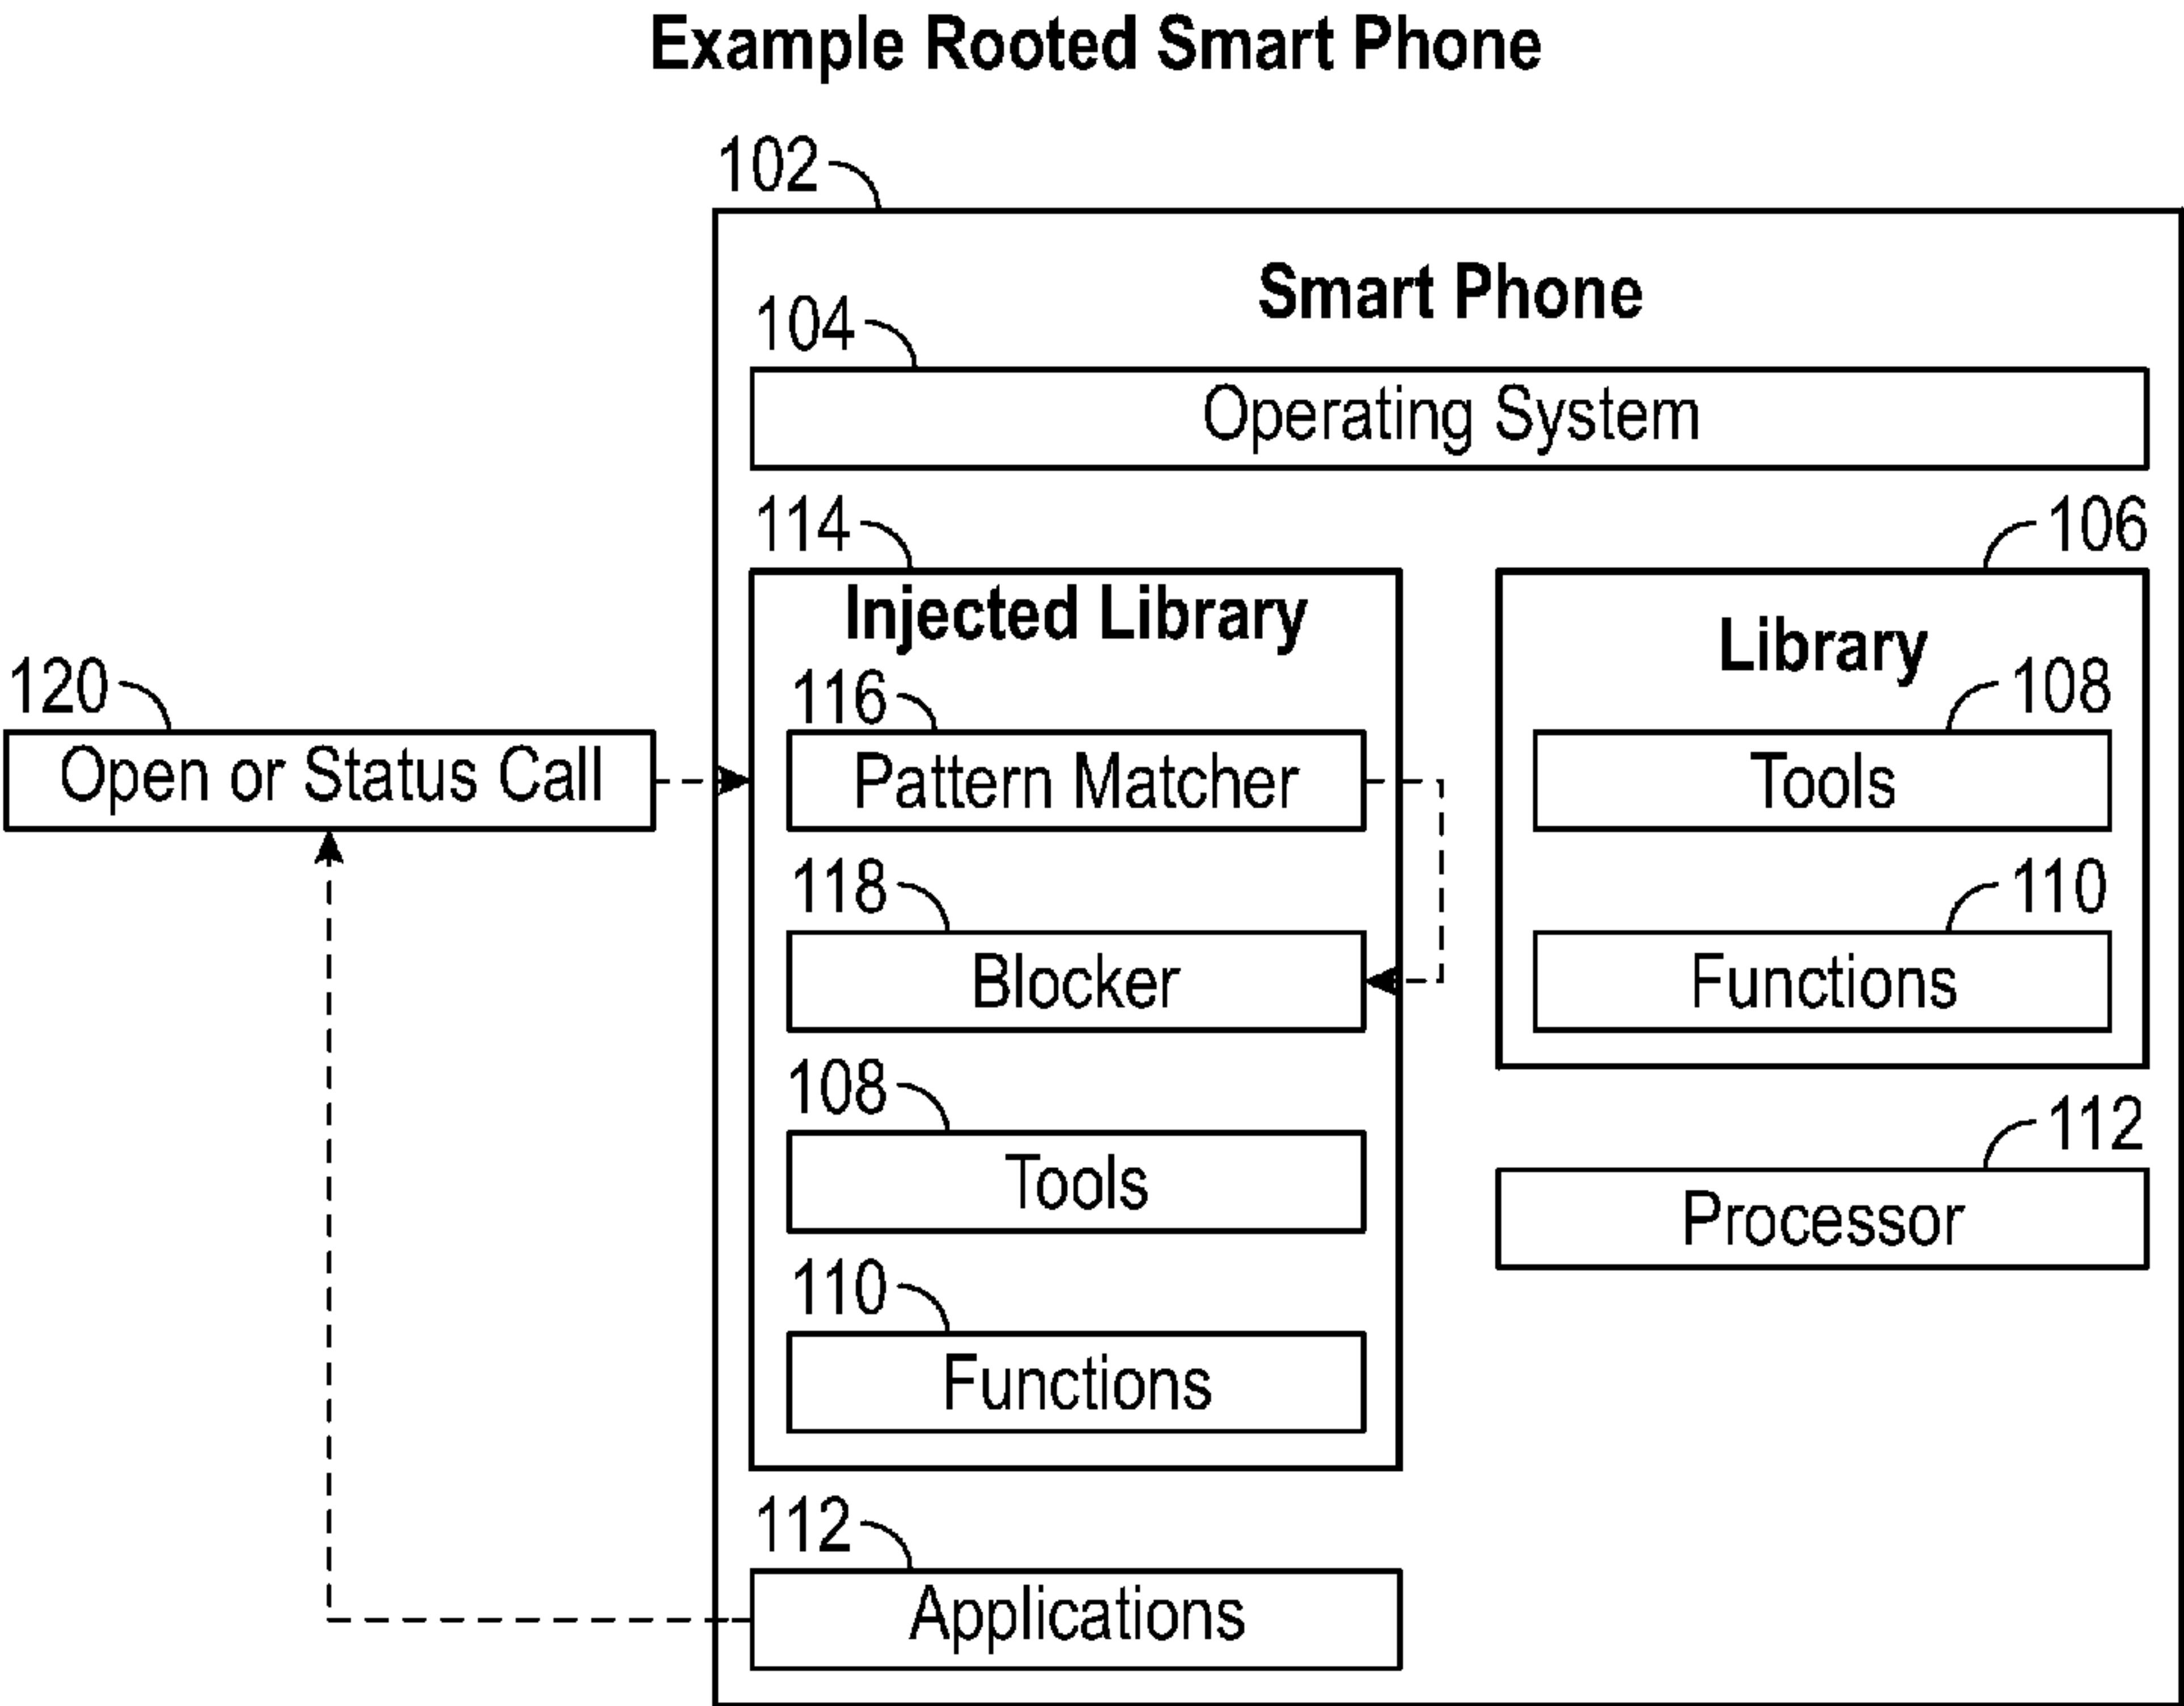 Example Rooted Smart Phone
102
Smart Phone
104
Operating System
114
Injected Library
116
Pattern Matcher
118
Blocker
108
Tools
110
Functions
106
Library
108
Tools
110
Functions
112
Processor
120
Open or Status Call
112
Applications